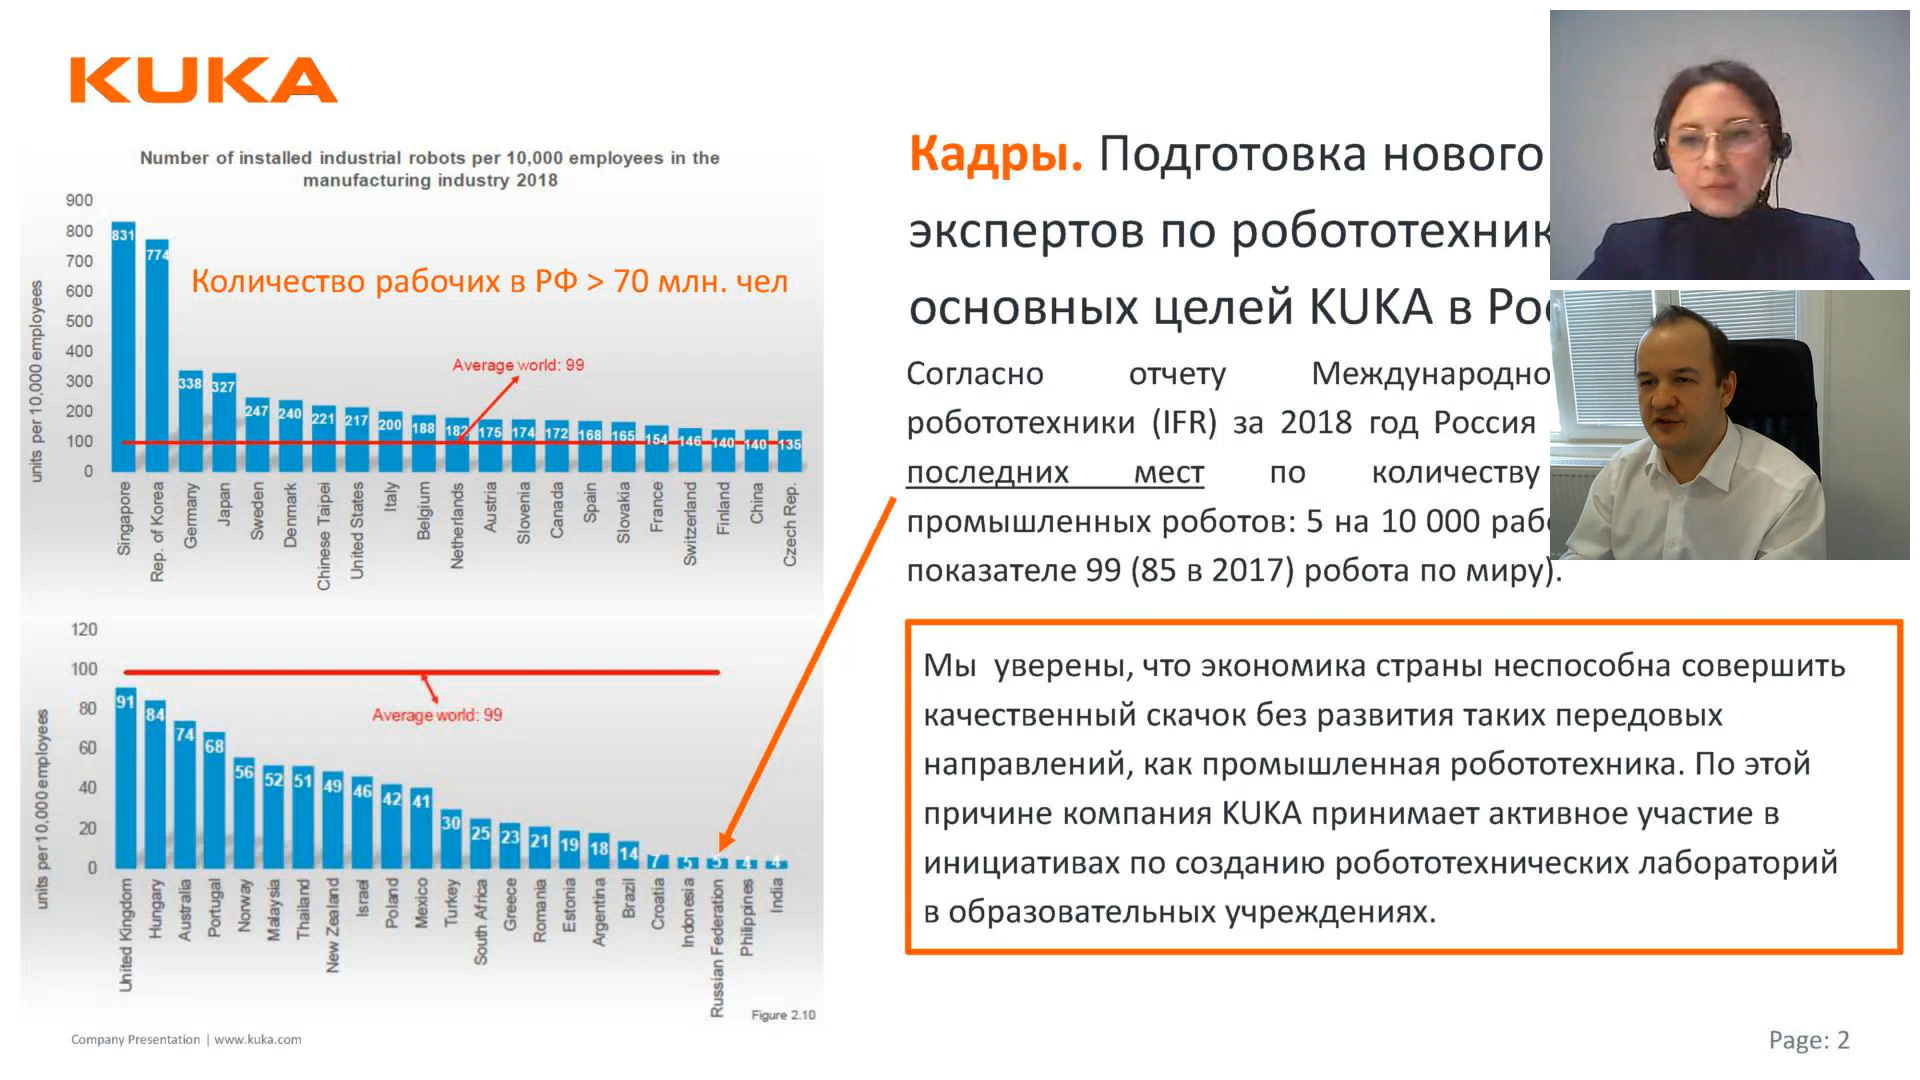 KUKA
Number of installed industrial robots per 10,000 employees in the
manufacturing industry 2018
units per 10,000 employees
900
800
700
600
500
400
300
200
100
0
Количество рабочих в РФ > 70 млн. чел
Average world: 99
831 774 338 327 247 240 221 217 200 188 182 175 174 172 168 165 154 146 140 140 135
Singapore
Rep. of Korea
Germany
Japan
Sweden
Denmark
Chinese Taipei
United States
Italy
Belgium
Netherlands
Austria
Slovenia
Canada
Spain
Slovakia
France
Switzerland
Finland
China
Czech Rep.
units per 10,000 employees
120
100
80
60
40
20
0
Average world: 99
91 84 74 68 56 52 51 49 46 42 41 30 25 23 21 19 18 14 7 5 5 4 4
United Kingdom
Hungary
Australia
Portugal
Norway
Malaysia
Thailand
New Zealand
Israel
Poland
Mexico
Turkey
South Africa
Greece
Romania
Estonia
Argentina
Brazil
Croatia
Indonesia
Russian Federation
Philippines
India
Figure 2.10
Кадры. Подготовка нового
экспертов по робототехник
основных целей KUKA в Рос
Согласно отчету Международно
робототехники (IFR) за 2018 год Россия
последних мест по количеству
промышленных роботов: 5 на 10 000 раб
показателе 99 (85 в 2017) робота по миру).
Мы уверены, что экономика страны неспособна совершить
качественный скачок без развития таких передовых
направлений, как промышленная робототехника. По этой
причине компания KUKA принимает активное участие в
инициативах по созданию робототехнических лабораторий
в образовательных учреждениях.
Company Presentation | www.kuka.com
Page: 2